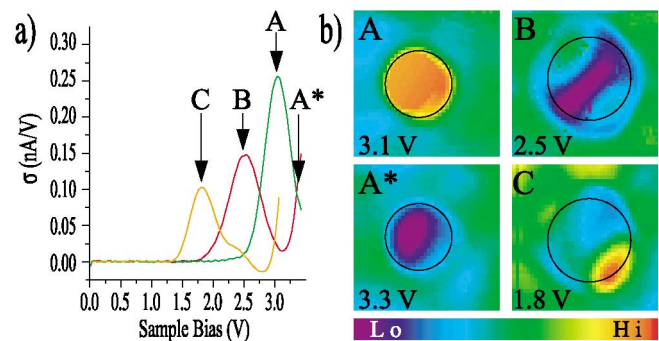 a)
σ (nA/V)
0.30
0.25
0.20
0.15
0.10
0.05
0.00
A
C B A*
0.0 0.5 1.0 1.5 2.0 2.5 3.0
Sample Bias (V)
b)
A
3.1 V
B
2.5 V
A*
3.3 V
C
1.8 V
Lo Hi